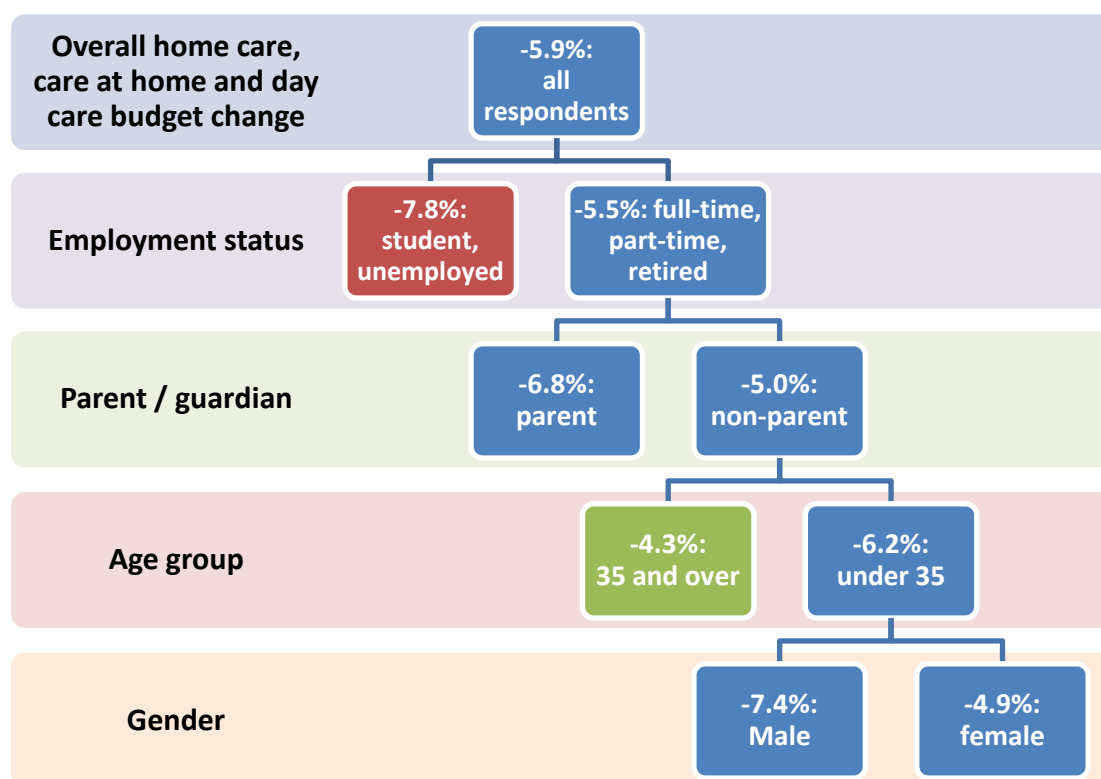 Overall home care,
care at home and day
care budget change
-5.9%:
all
respondents
Employment status
-7.8%:
student,
unemployed
-5.5%: full-time,
part-time,
retired
Parent / guardian
-6.8%:
parent
-5.0%:
non-parent
Age group
-4.3%:
35 and over
-6.2%:
under 35
Gender
-7.4%:
Male
-4.9%:
female